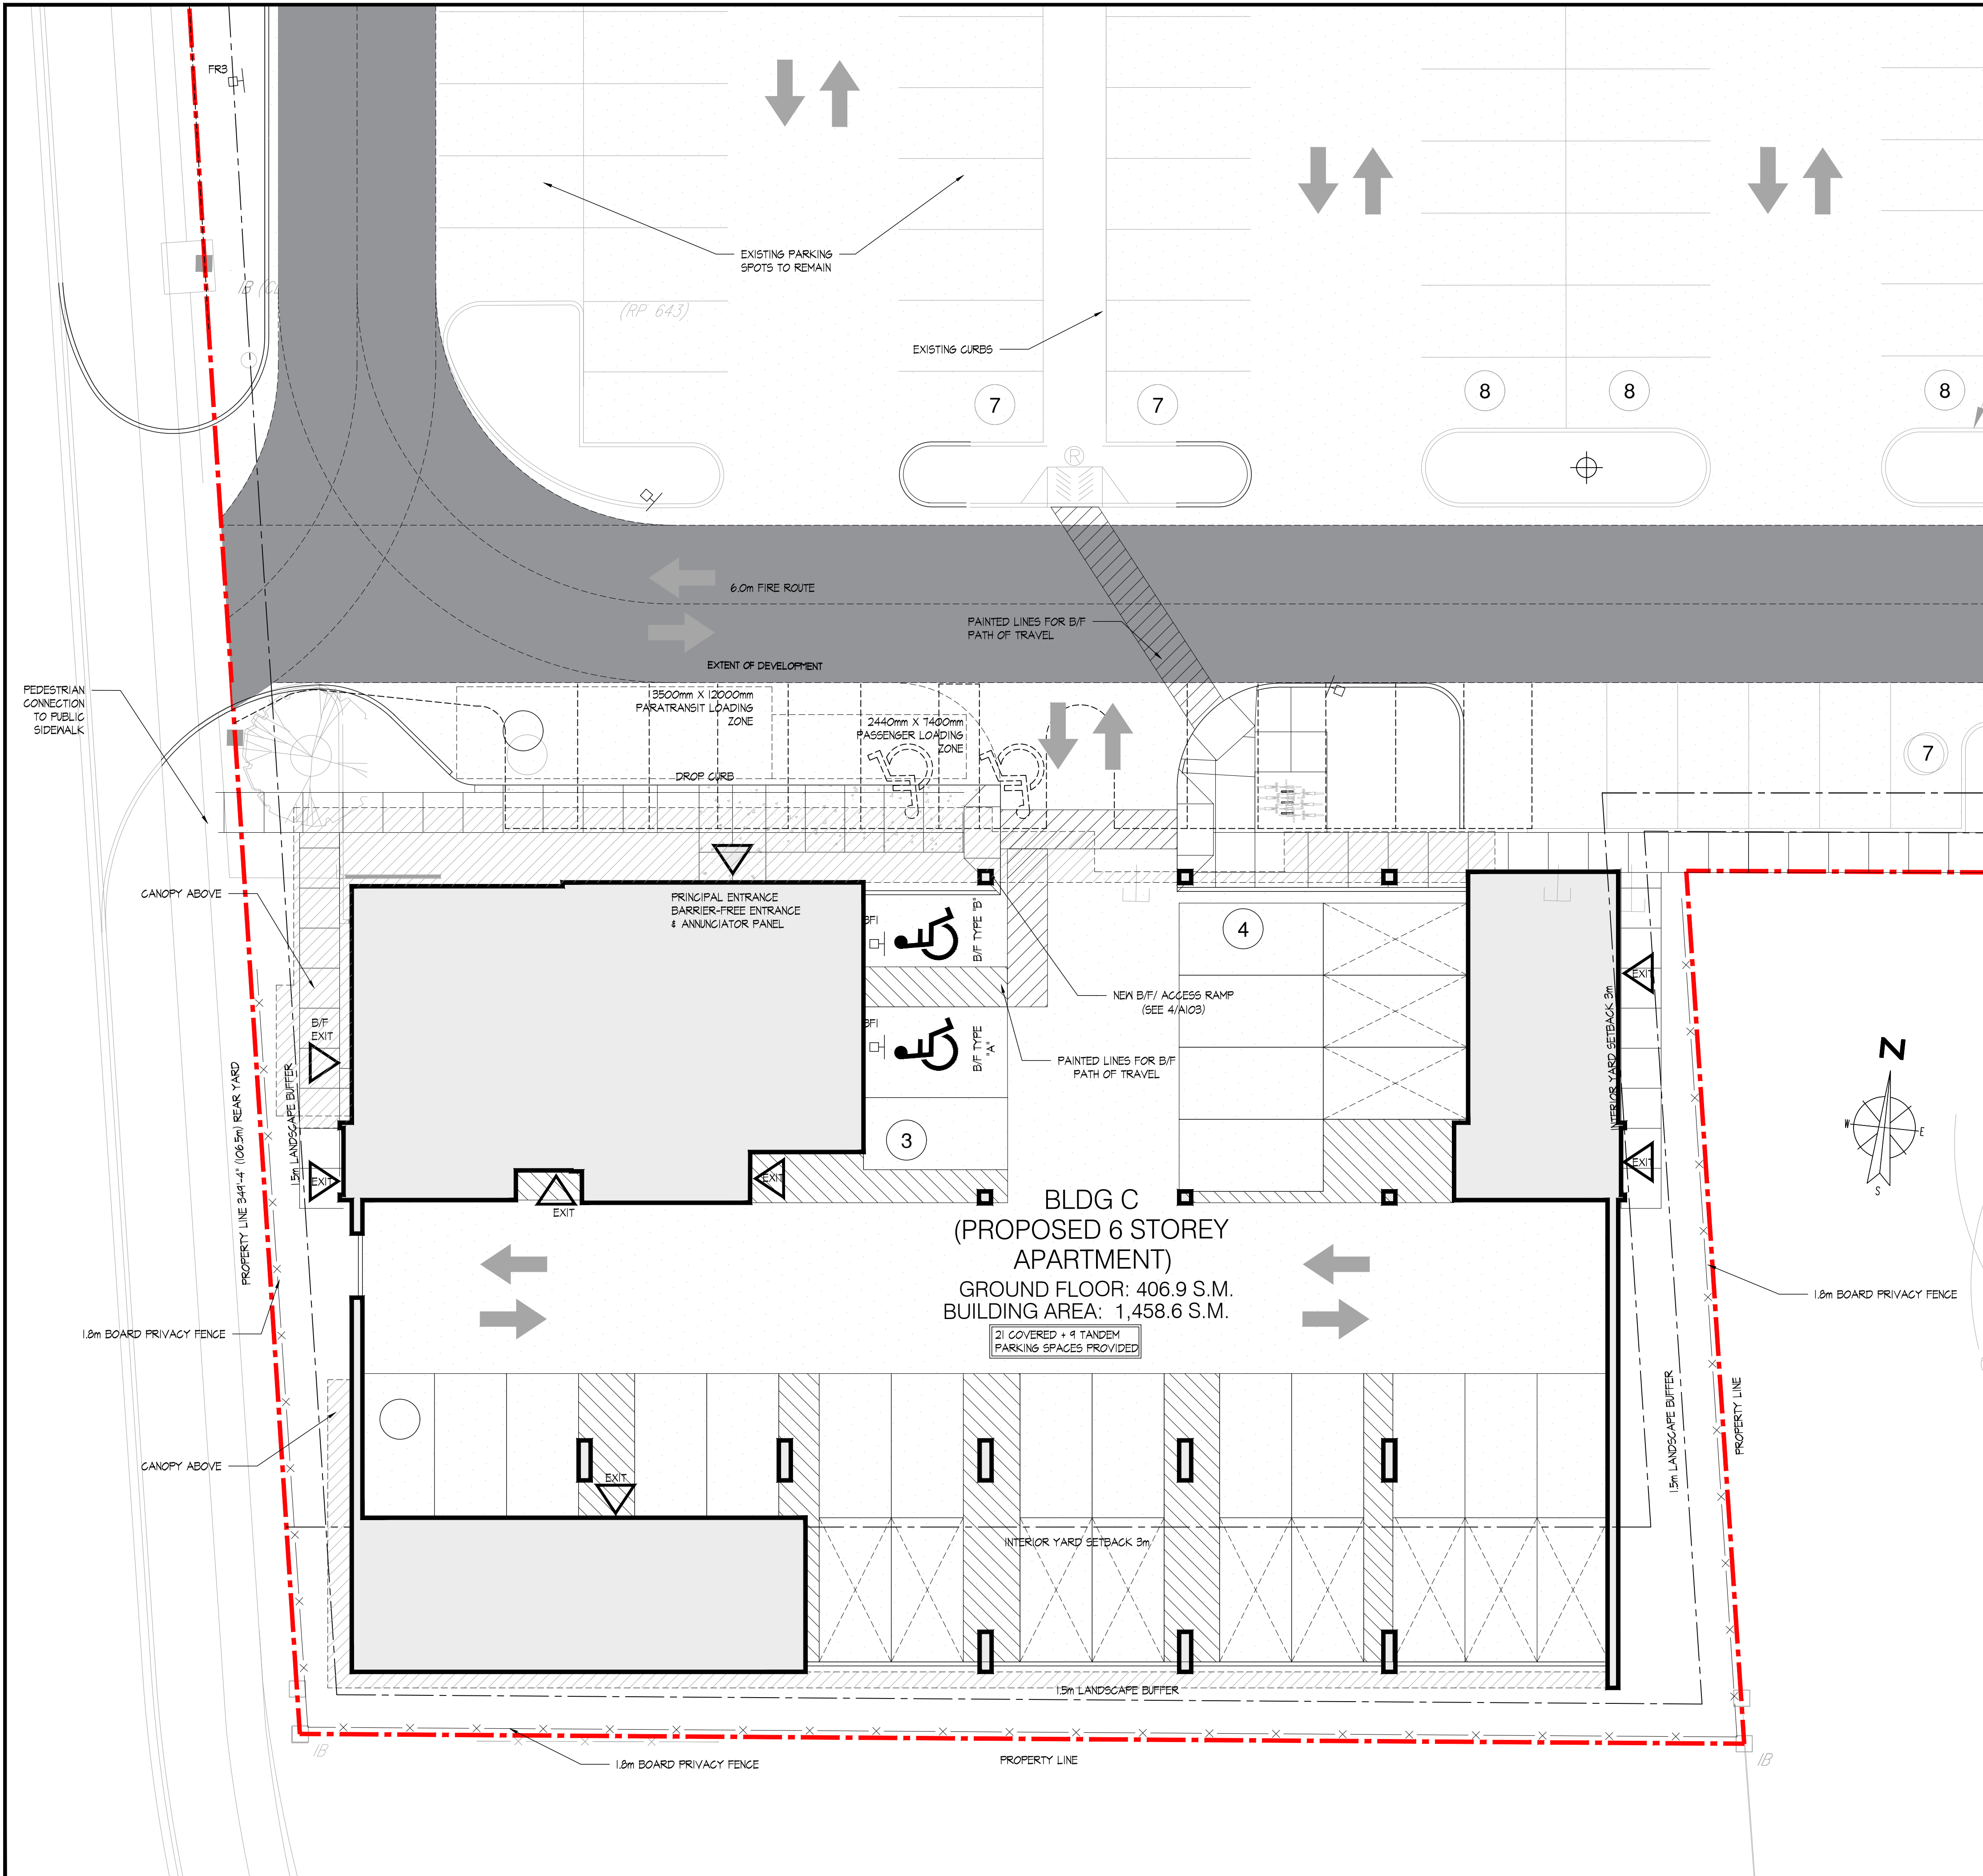 FR3
EXISTING PARKING
SPOTS TO REMAIN
(RP 643)
EXISTING CURBS
7
7
8
8
8
R
6.0m FIRE ROUTE
PAINTED LINES FOR B/F
PATH OF TRAVEL
EXTENT OF DEVELOPMENT
PEDESTRIAN
CONNECTION
TO PUBLIC
SIDEWALK
3500mm X 12000mm
PARATRANSIT LOADING
ZONE
2440mm X 7400mm
PASSENGER LOADING
ZONE
DROP CURB
7
CANOPY ABOVE
PRINCIPAL ENTRANCE
BARRIER-FREE ENTRANCE
& ANNUNCIATOR PANEL
BF1
B/F TYPE "B"
4
NEW B/F/ ACCESS RAMP
(SEE 4/A103)
EXIT
B/F
EXIT
BF1
B/F TYPE
"A"
PAINTED LINES FOR B/F
PATH OF TRAVEL
INTERIOR YARD SETBACK 3m
N
W
E
S
PROPERTY LINE 349'-4" (106.5m) REAR YARD
1.5m LANDSCAPE BUFFER
3
EXIT
EXIT
EXIT
EXIT
BLDG C
(PROPOSED 6 STOREY
APARTMENT)
GROUND FLOOR: 406.9 S.M.
BUILDING AREA: 1,458.6 S.M.
21 COVERED + 9 TANDEM
PARKING SPACES PROVIDED
1.8m BOARD PRIVACY FENCE
1.8m BOARD PRIVACY FENCE
1.5m LANDSCAPE BUFFER
PROPERTY LINE
CANOPY ABOVE
EXIT
INTERIOR YARD SETBACK 3m
1.5m LANDSCAPE BUFFER
IB
1.8m BOARD PRIVACY FENCE
PROPERTY LINE
IB